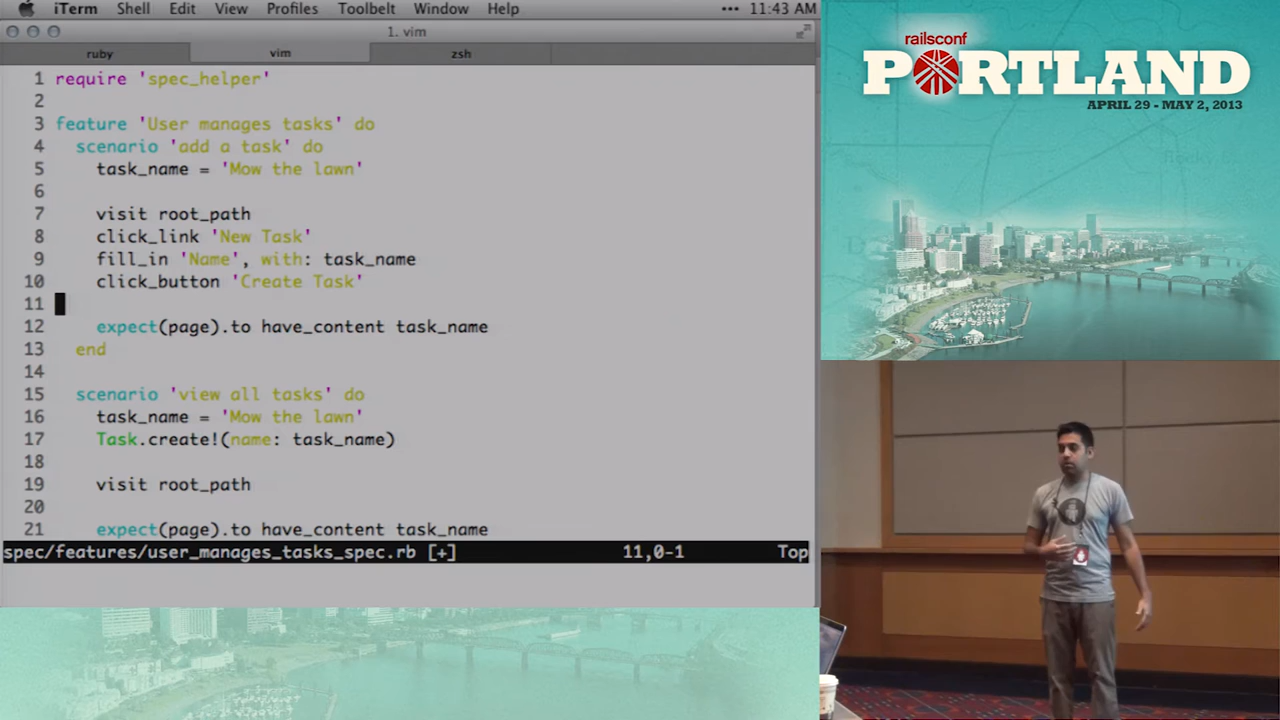 iTerm Shell Edit View Profiles Toolbelt Window Help ••• 11:43 AM
1. vim
ruby vim zsh
1 require 'spec_helper'
2
3 feature 'User manages tasks' do
4 scenario 'add a task' do
5 task_name = 'Mow the lawn'
6
7 visit root_path
8 click_link 'New Task'
9 fill_in 'Name', with: task_name
10 click_button 'Create Task'
11
12 expect(page).to have_content task_name
13 end
14
15 scenario 'view all tasks' do
16 task_name = 'Mow the lawn'
17 Task.create!(name: task_name)
18
19 visit root_path
20
21 expect(page).to have_content task_name
spec/features/user_manages_tasks_spec.rb [+] 11,0-1 Top
railsconf
PORTLAND
APRIL 29 - MAY 2, 2013